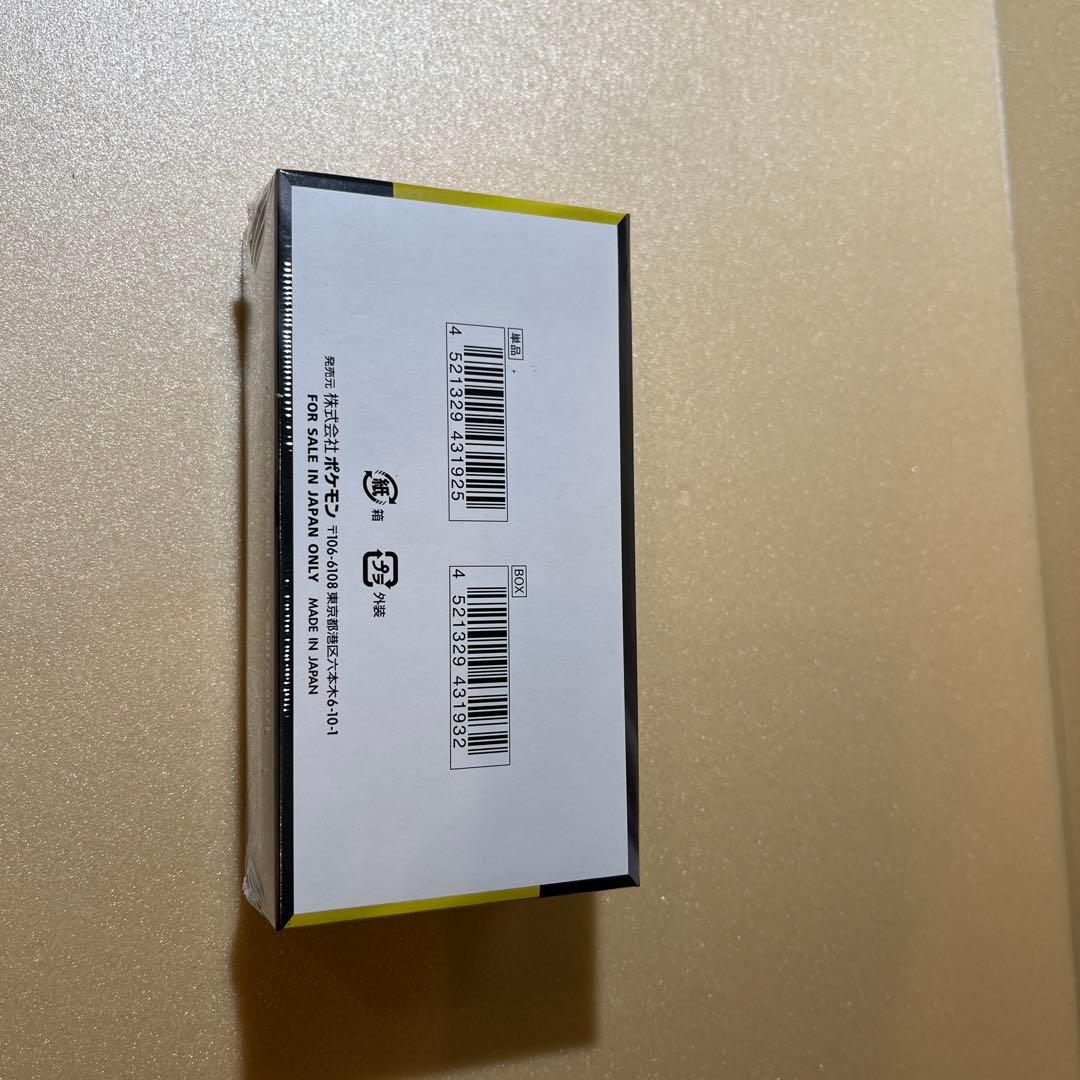 単品
4 521329 431925
BOX
4 521329 431932
紙 箱
プラ 外装
発売元 株式会社 ポケモン 〒106-6108 東京都港区六本木6-10-1
FOR SALE IN JAPAN ONLY MADE IN JAPAN